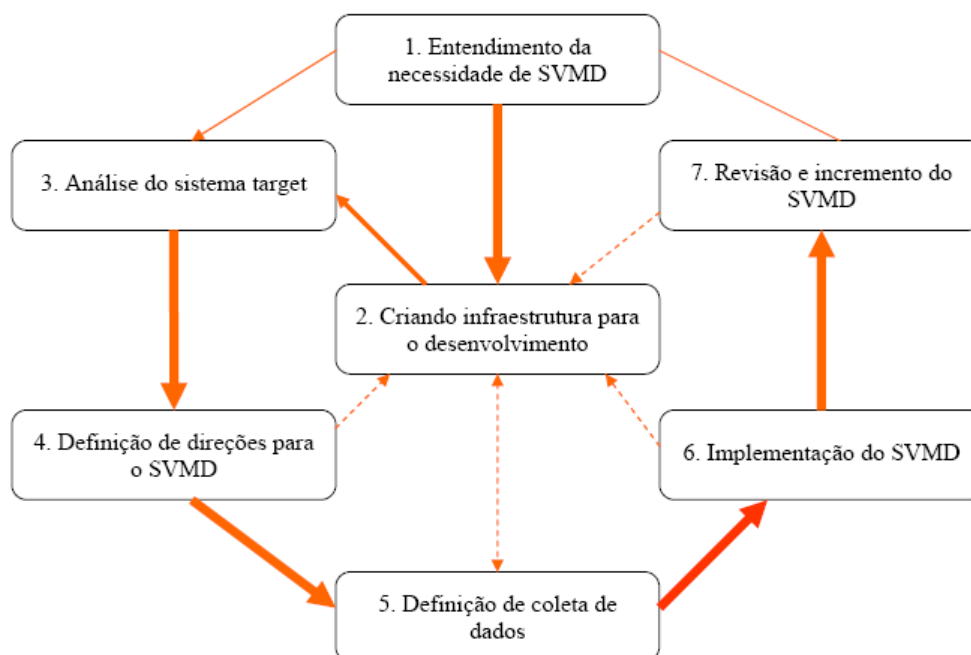 1. Entendimento da
necessidade de SVMD
3. Análise do sistema target
7. Revisão e incremento do
SVMD
2. Criando infraestrutura para
o desenvolvimento
4. Definição de direções para
o SVMD
6. Implementação do SVMD
5. Definição de coleta de
dados